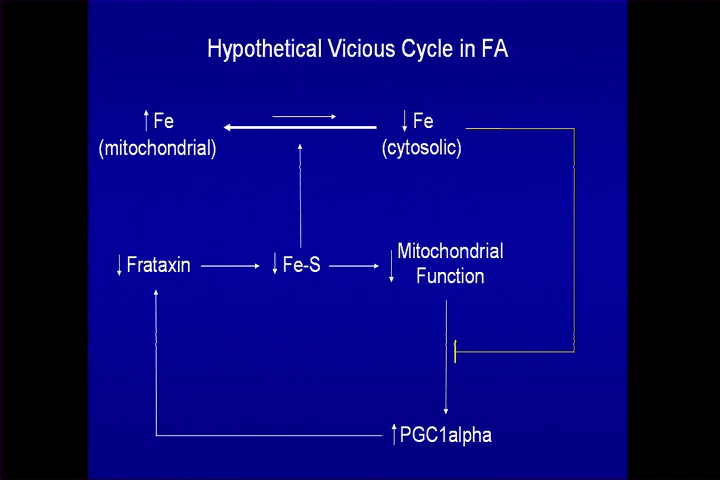 Hypothetical Vicious Cycle in FA
↑Fe
(mitochondrial)
↓Fe
(cytosolic)
↓Frataxin
↓Fe-S
↓Mitochondrial
Function
↑PGC1alpha